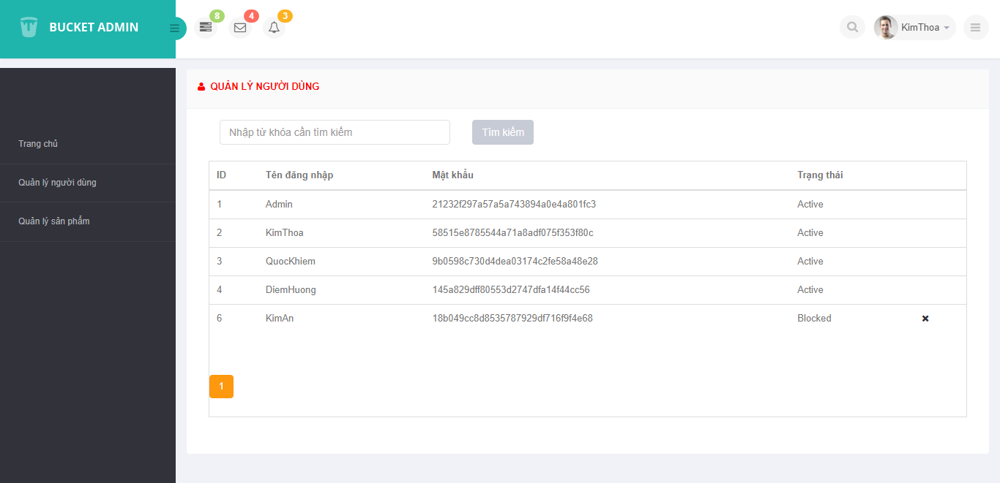 BUCKET ADMIN
8
4
3
KimThoa
Trang chủ
Quản lý người dùng
Quản lý sản phẩm
QUẢN LÝ NGƯỜI DÙNG
Nhập từ khóa cần tìm kiếm
Tìm kiếm
ID Tên đăng nhập Mật khẩu Trạng thái
1 Admin 21232f297a57a5a743894a0e4a801fc3 Active
2 KimThoa 58515e8785544a71a8adf075f353f80c Active
3 QuocKhiem 9b0598c730d4dea03174c2fe58a48e28 Active
4 DiemHuong 145a829dff80553d2747dfa14f44cc56 Active
6 KimAn 18b049cc8d8535787929df716f9f4e68 Blocked
1